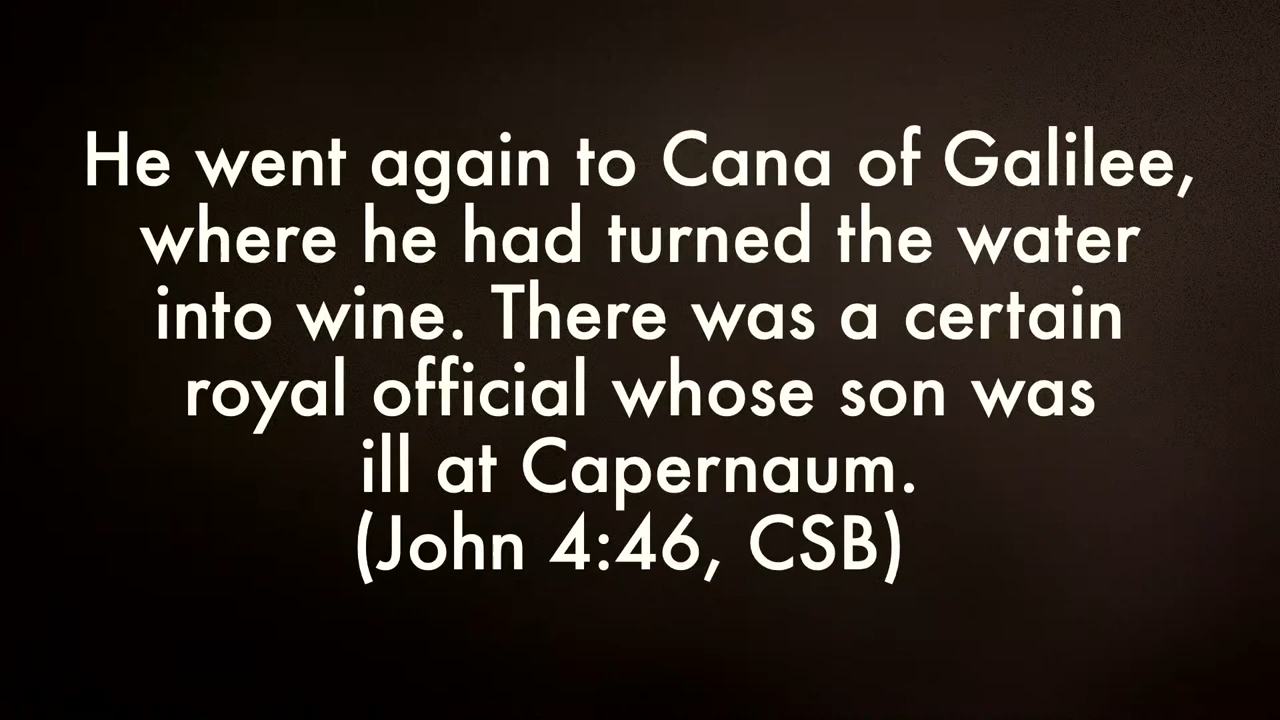 He went again to Cana of Galilee,
where he had turned the water
into wine. There was a certain
royal official whose son was
ill at Capernaum.
(John 4:46, CSB)